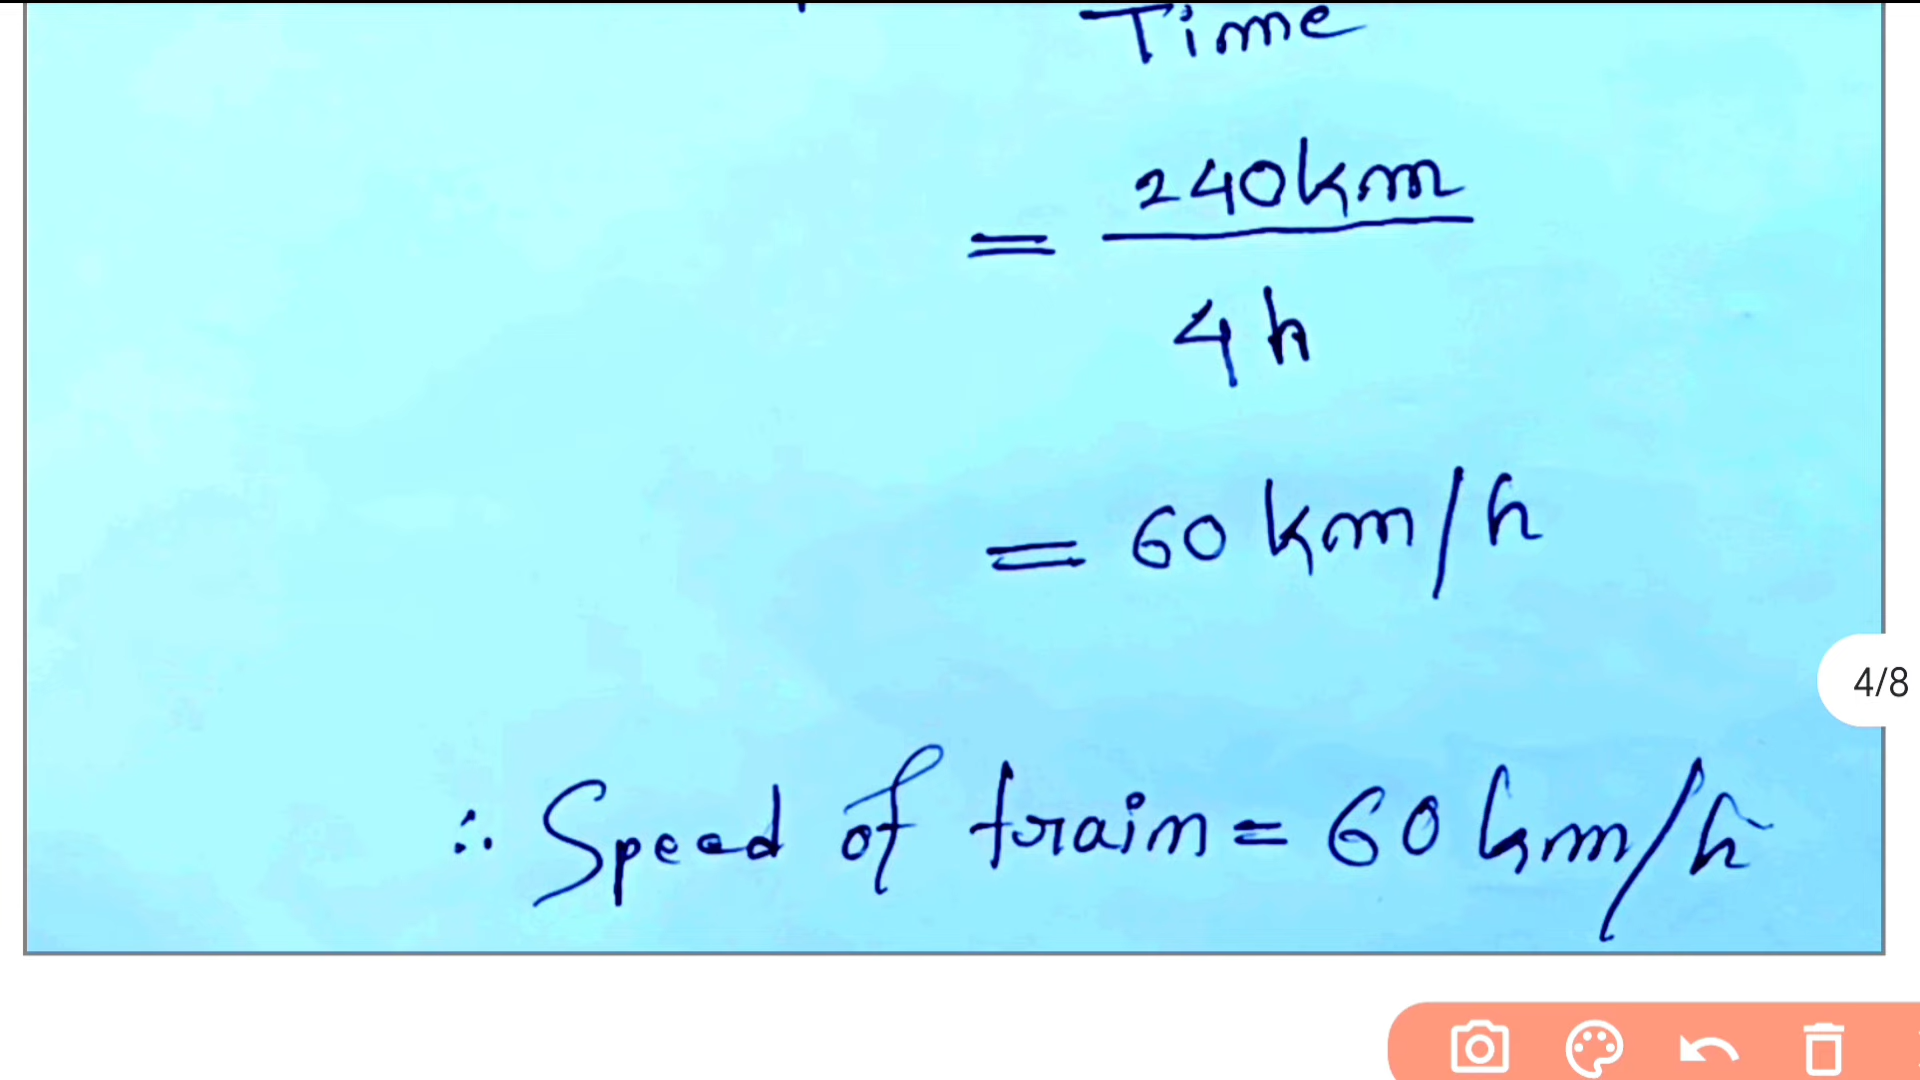 Time
= 240km
4h
= 60 km/h
4/8
∴ Speed of train = 60 km/h